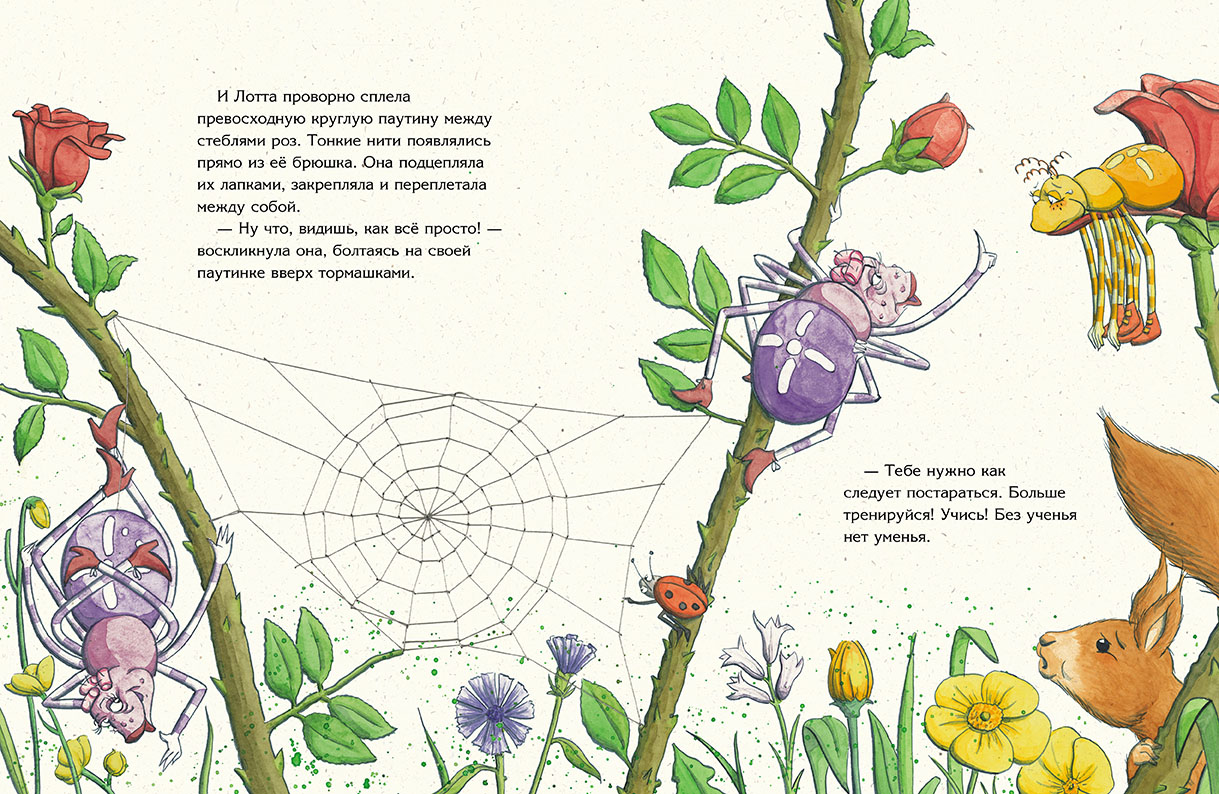 И Лотта проворно сплела
превосходную круглую паутину между
стеблями роз. Тонкие нити появлялись
прямо из её брюшка. Она подцепляла
их лапками, закрепляла и переплетала
между собой.
— Ну что, видишь, как всё просто! —
воскликнула она, болтаясь на своей
паутинке вверх тормашками.
— Тебе нужно как
следует постараться. Больше
тренируйся! Учись! Без ученья
нет уменья.